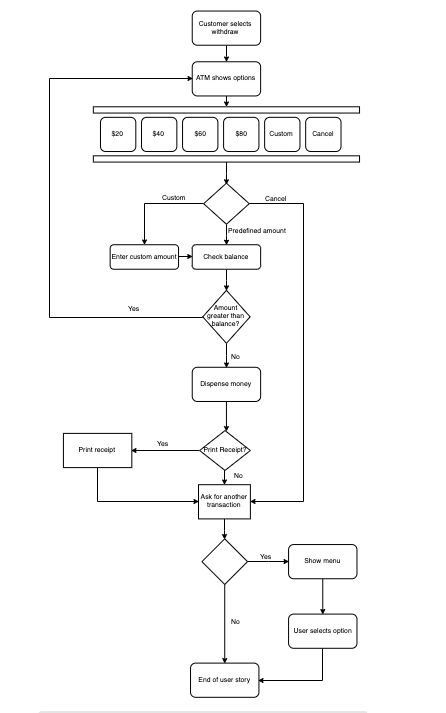 Customer selects
withdraw
ATM shows options
$20
$40
$60
$80
Custom
Cancel
Custom
Cancel
Predefined amount
Enter custom amount
Check balance
Amount
greater than
balance?
Yes
No
Dispense money
Print Receipt?
Yes
Print receipt
No
Ask for another
transaction
Yes
Show menu
No
User selects option
End of user story